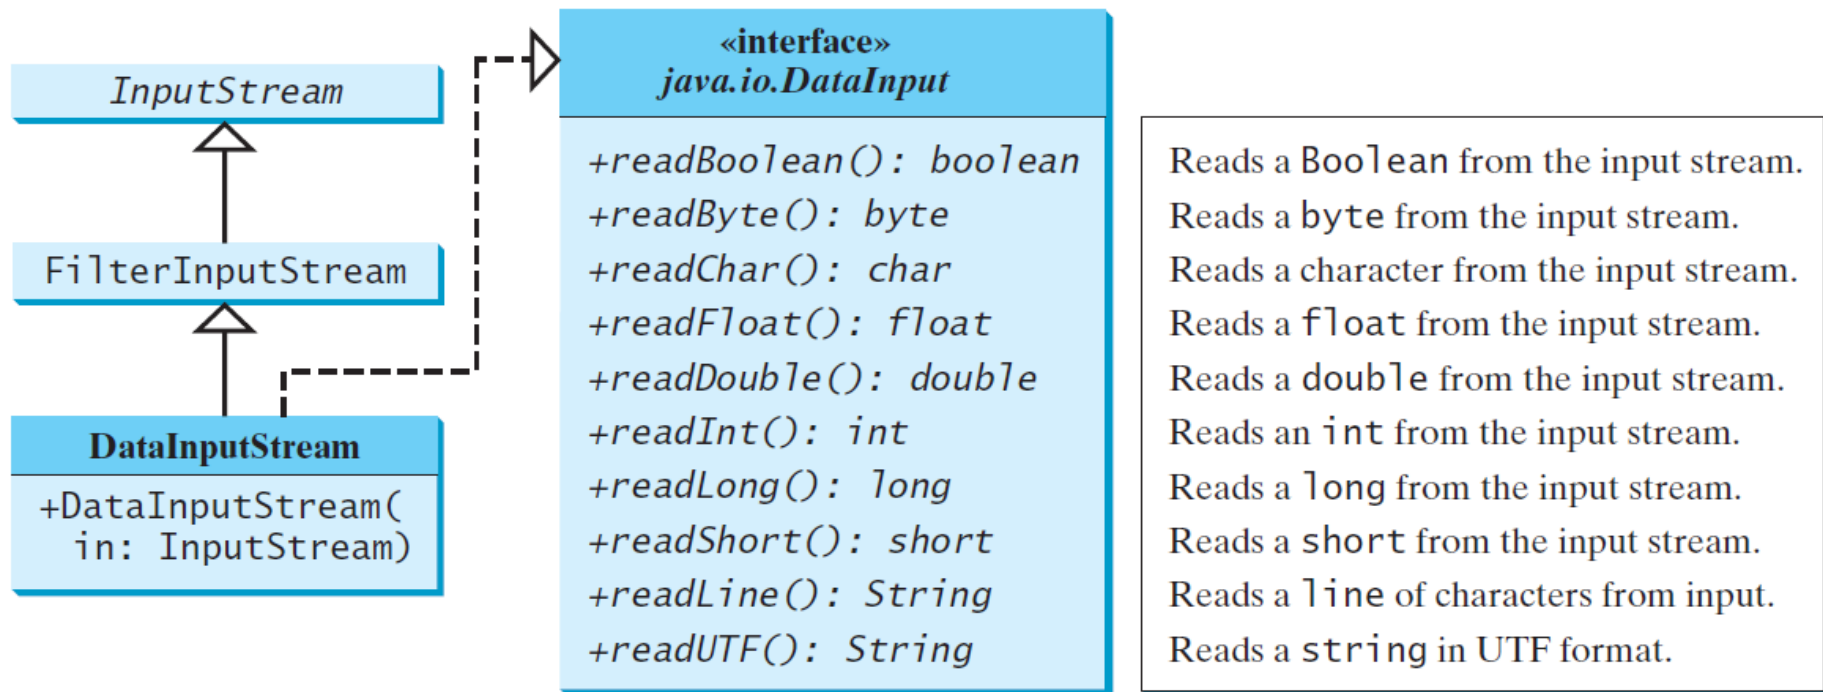 InputStream
FilterInputStream
DataInputStream
+DataInputStream(
in: InputStream)
«interface»
java.io.DataInput
+readBoolean(): boolean
+readByte(): byte
+readChar(): char
+readFloat(): float
+readDouble(): double
+readInt(): int
+readLong(): long
+readShort(): short
+readLine(): String
+readUTF(): String
Reads a Boolean from the input stream.
Reads a byte from the input stream.
Reads a character from the input stream.
Reads a float from the input stream.
Reads a double from the input stream.
Reads an int from the input stream.
Reads a long from the input stream.
Reads a short from the input stream.
Reads a line of characters from input.
Reads a string in UTF format.